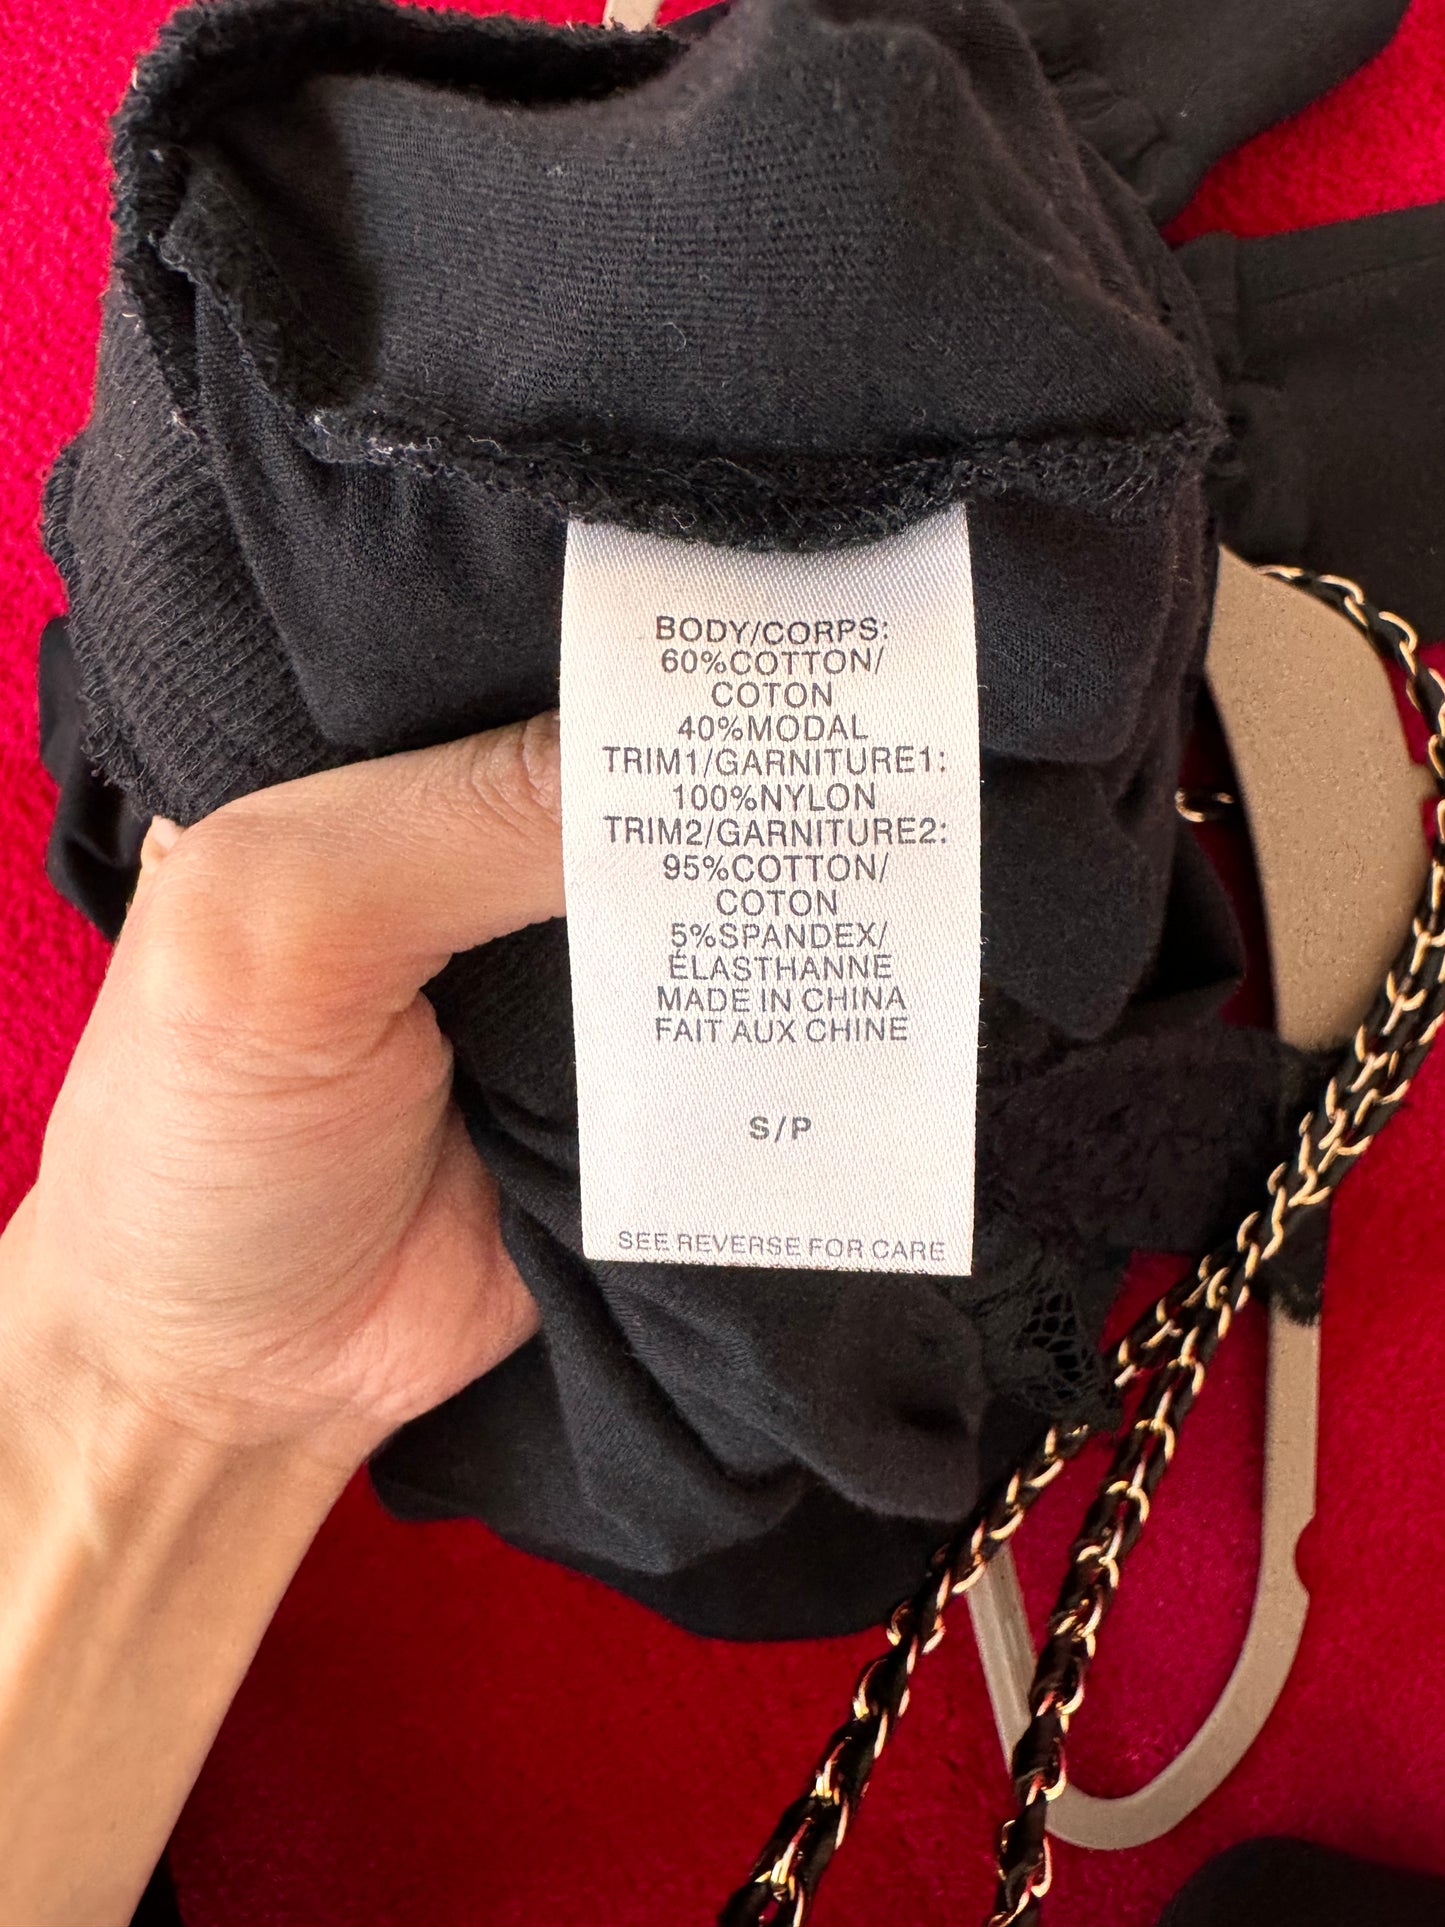 BODY/CORPS:
60%COTTON/
COTON
40%MODAL
TRIM1/GARNITURE1:
100%NYLON
TRIM2/GARNITURE2:
95%COTTON/
COTON
5%SPANDEX/
ÉLASTHANNE
MADE IN CHINA
FAIT AUX CHINE
S/P
SEE REVERSE FOR CARE